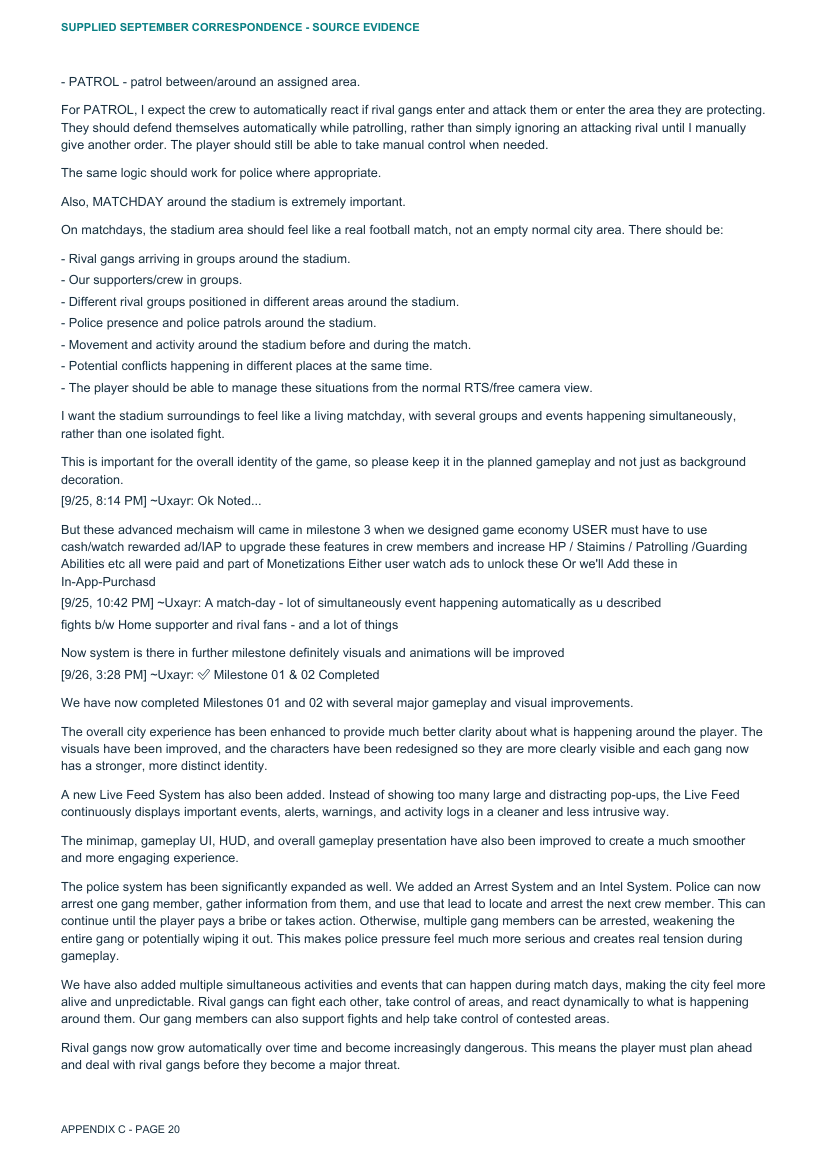 SUPPLIED SEPTEMBER CORRESPONDENCE - SOURCE EVIDENCE
- PATROL - patrol between/around an assigned area.
For PATROL, I expect the crew to automatically react if rival gangs enter and attack them or enter the area they are protecting.
They should defend themselves automatically while patrolling, rather than simply ignoring an attacking rival until I manually
give another order. The player should still be able to take manual control when needed.
The same logic should work for police where appropriate.
Also, MATCHDAY around the stadium is extremely important.
On matchdays, the stadium area should feel like a real football match, not an empty normal city area. There should be:
- Rival gangs arriving in groups around the stadium.
- Our supporters/crew in groups.
- Different rival groups positioned in different areas around the stadium.
- Police presence and police patrols around the stadium.
- Movement and activity around the stadium before and during the match.
- Potential conflicts happening in different places at the same time.
- The player should be able to manage these situations from the normal RTS/free camera view.
I want the stadium surroundings to feel like a living matchday, with several groups and events happening simultaneously,
rather than one isolated fight.
This is important for the overall identity of the game, so please keep it in the planned gameplay and not just as background
decoration.
[9/25, 8:14 PM] ~Uxayr: Ok Noted...
But these advanced mechaism will came in milestone 3 when we designed game economy USER must have to use
cash/watch rewarded ad/IAP to upgrade these features in crew members and increase HP / Staimins / Patrolling /Guarding
Abilities etc all were paid and part of Monetizations Either user watch ads to unlock these Or we'll Add these in
In-App-Purchasd
[9/25, 10:42 PM] ~Uxayr: A match-day - lot of simultaneously event happening automatically as u described
fights b/w Home supporter and rival fans - and a lot of things
Now system is there in further milestone definitely visuals and animations will be improved
[9/26, 3:28 PM] ~Uxayr: ✅ Milestone 01 & 02 Completed
We have now completed Milestones 01 and 02 with several major gameplay and visual improvements.
The overall city experience has been enhanced to provide much better clarity about what is happening around the player. The
visuals have been improved, and the characters have been redesigned so they are more clearly visible and each gang now
has a stronger, more distinct identity.
A new Live Feed System has also been added. Instead of showing too many large and distracting pop-ups, the Live Feed
continuously displays important events, alerts, warnings, and activity logs in a cleaner and less intrusive way.
The minimap, gameplay UI, HUD, and overall gameplay presentation have also been improved to create a much smoother
and more engaging experience.
The police system has been significantly expanded as well. We added an Arrest System and an Intel System. Police can now
arrest one gang member, gather information from them, and use that lead to locate and arrest the next crew member. This can
continue until the player pays a bribe or takes action. Otherwise, multiple gang members can be arrested, weakening the
entire gang or potentially wiping it out. This makes police pressure feel much more serious and creates real tension during
gameplay.
We have also added multiple simultaneous activities and events that can happen during match days, making the city feel more
alive and unpredictable. Rival gangs can fight each other, take control of areas, and react dynamically to what is happening
around them. Our gang members can also support fights and help take control of contested areas.
Rival gangs now grow automatically over time and become increasingly dangerous. This means the player must plan ahead
and deal with rival gangs before they become a major threat.
APPENDIX C - PAGE 20